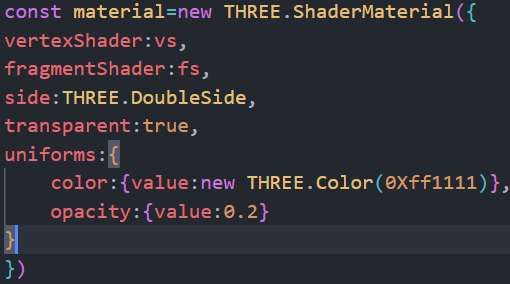 const material=new THREE.ShaderMaterial({
vertexShader:vs,
fragmentShader:fs,
side:THREE.DoubleSide,
transparent:true,
uniforms:{
    color:{value:new THREE.Color(0Xff1111)},
    opacity:{value:0.2}
}
})